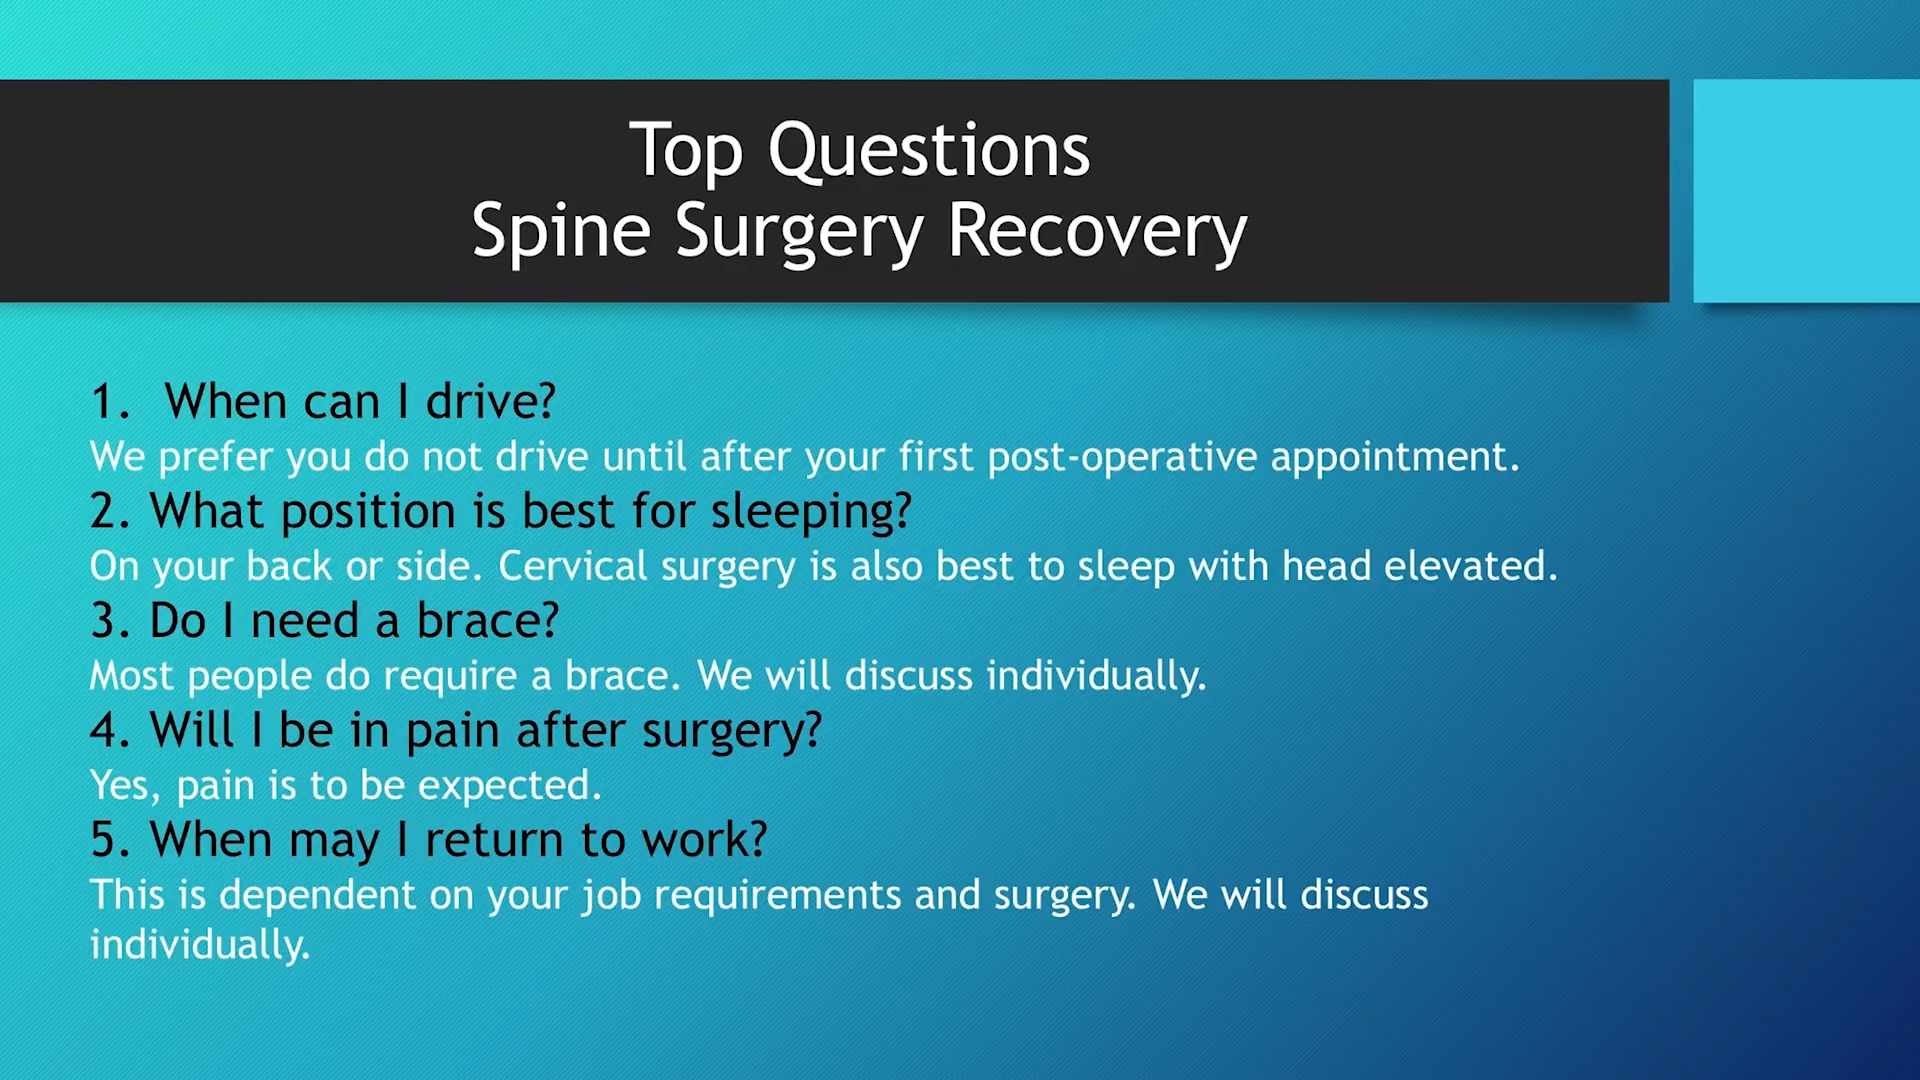 Top Questions
Spine Surgery Recovery
1. When can I drive?
We prefer you do not drive until after your first post-operative appointment.
2. What position is best for sleeping?
On your back or side. Cervical surgery is also best to sleep with head elevated.
3. Do I need a brace?
Most people do require a brace. We will discuss individually.
4. Will I be in pain after surgery?
Yes, pain is to be expected.
5. When may I return to work?
This is dependent on your job requirements and surgery. We will discuss
individually.